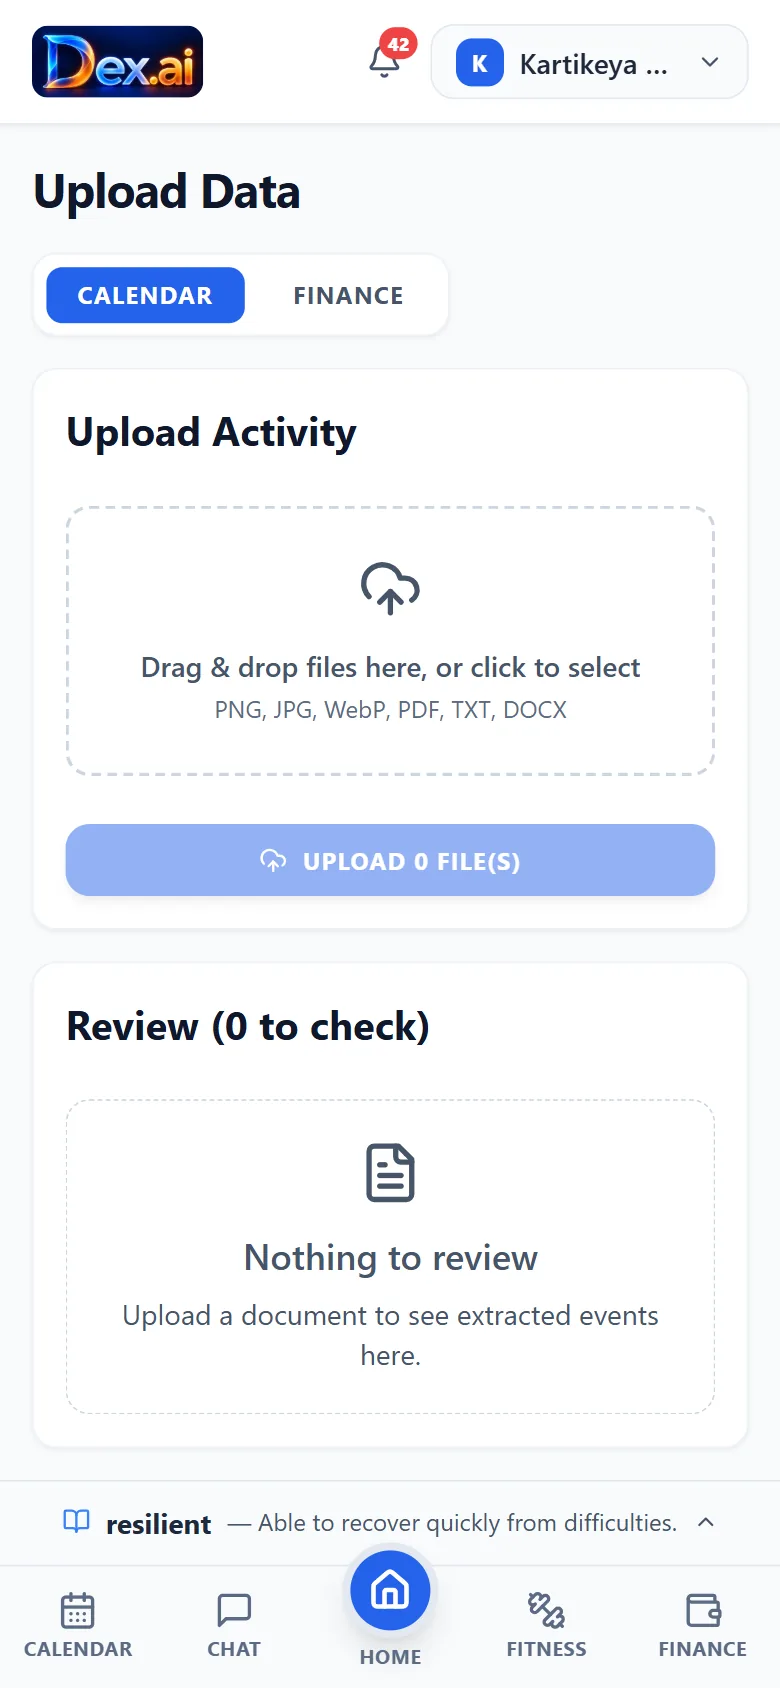 Dex.ai
42
K
Kartikeya ...
Upload Data
CALENDAR
FINANCE
Upload Activity
Drag & drop files here, or click to select
PNG, JPG, WebP, PDF, TXT, DOCX
UPLOAD 0 FILE(S)
Review (0 to check)
Nothing to review
Upload a document to see extracted events
here.
resilient — Able to recover quickly from difficulties.
CALENDAR
CHAT
HOME
FITNESS
FINANCE